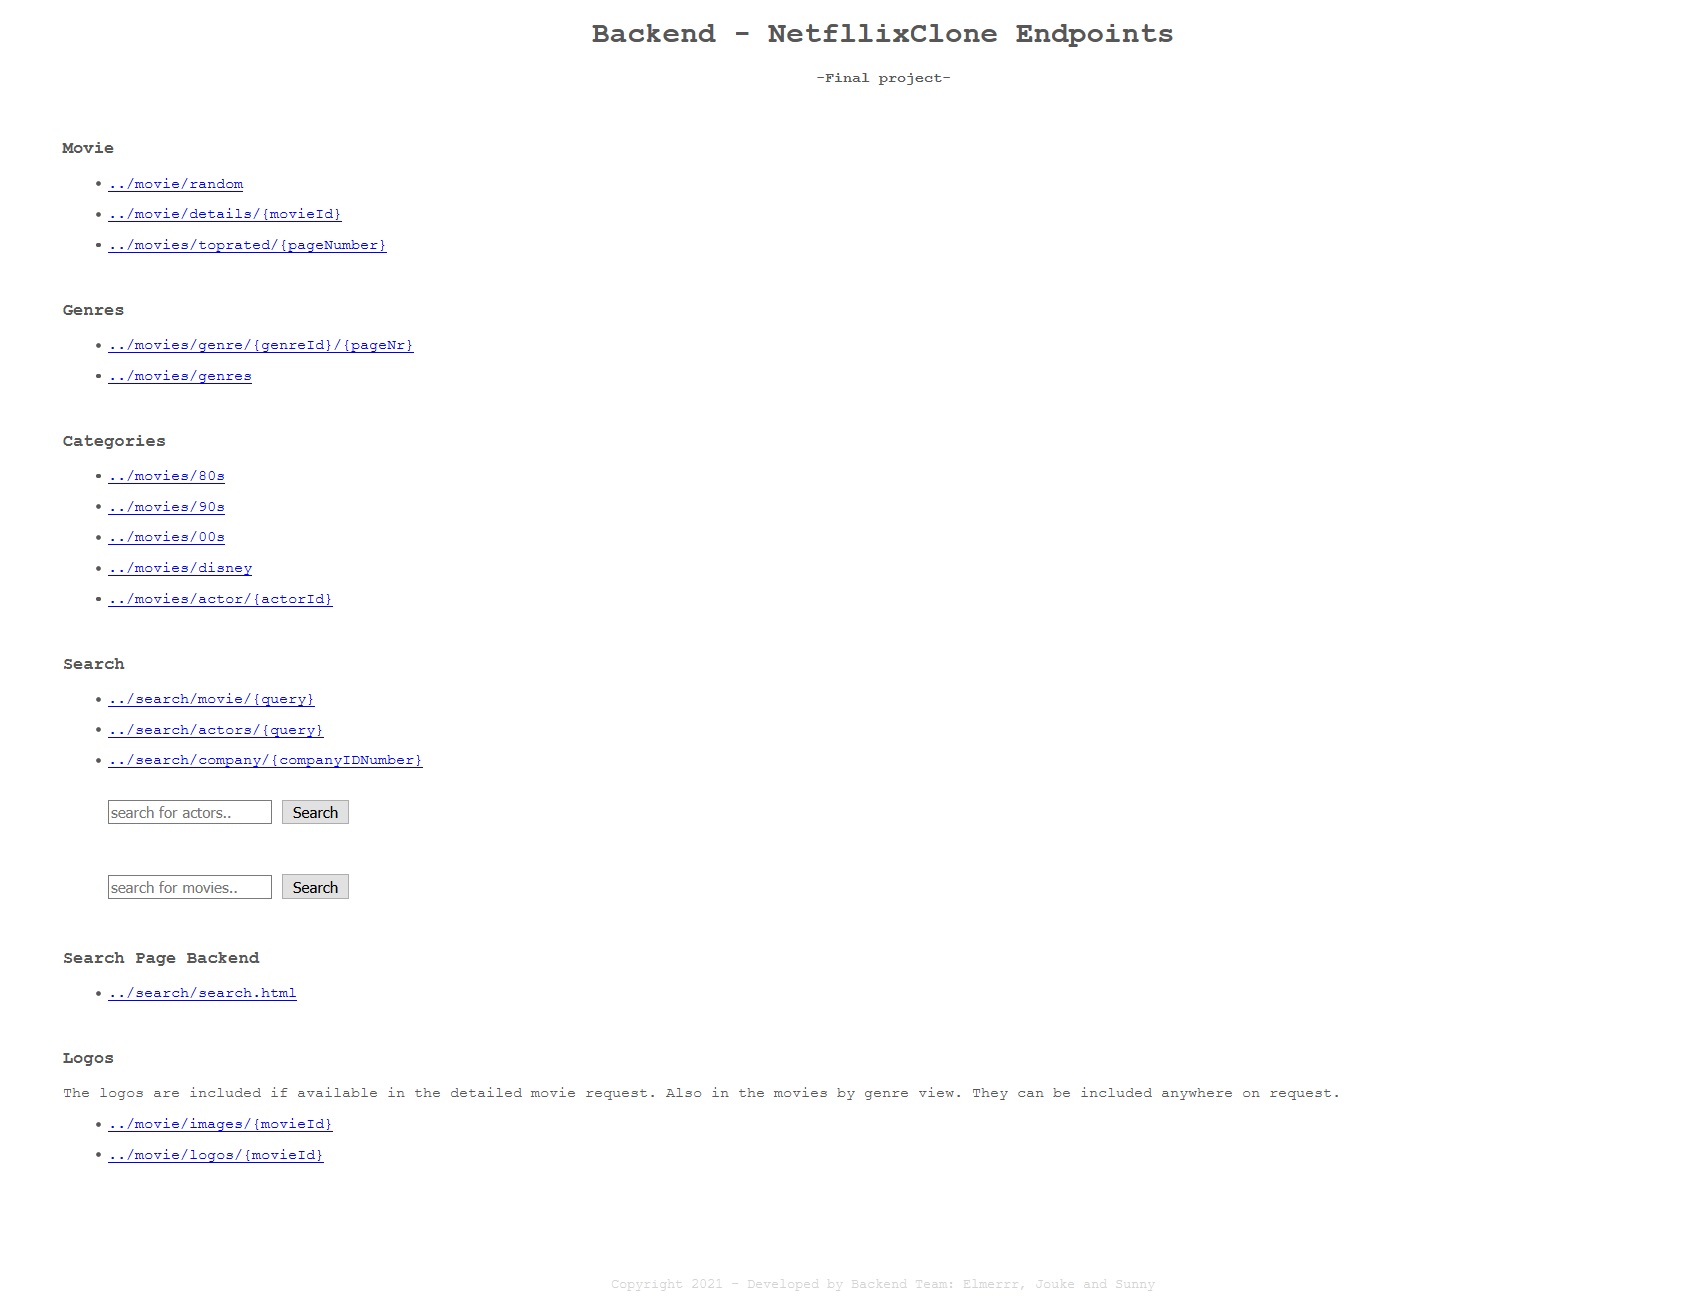 Backend - NetfllixClone Endpoints
-Final project-
Movie
../movie/random
../movie/details/{movieId}
../movies/toprated/{pageNumber}
Genres
../movies/genre/{genreId}/{pageNr}
../movies/genres
Categories
../movies/80s
../movies/90s
../movies/00s
../movies/disney
../movies/actor/{actorId}
Search
../search/movie/{query}
../search/actors/{query}
../search/company/{companyIDNumber}
search for actors.. Search
search for movies.. Search
Search Page Backend
../search/search.html
Logos
The logos are included if available in the detailed movie request. Also in the movies by genre view. They can be included anywhere on request.
../movie/images/{movieId}
../movie/logos/{movieId}
Copyright 2021 - Developed by Backend Team: Elmerrr, Jouke and Sunny